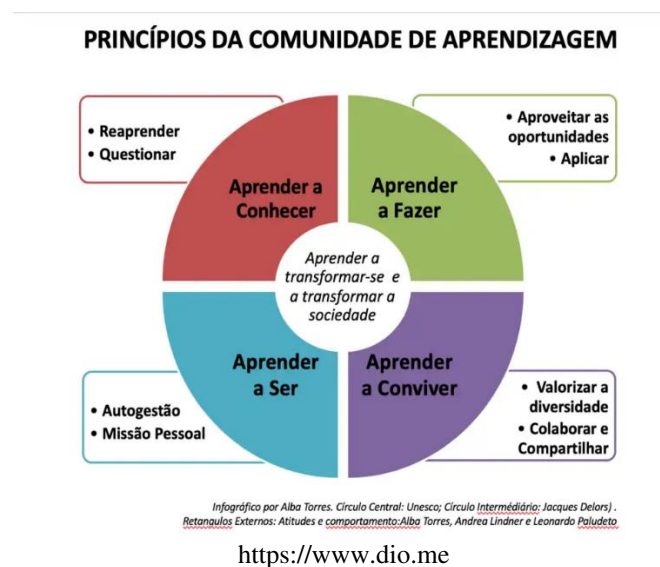 PRINCÍPIOS DA COMUNIDADE DE APRENDIZAGEM
• Reaprender
• Questionar
• Aproveitar as
oportunidades
• Aplicar
Aprender a
Conhecer
Aprender
a Fazer
Aprender a
transformar-se e
a transformar a
sociedade
Aprender
a Ser
Aprender
a Conviver
• Autogestão
• Missão Pessoal
• Valorizar a
diversidade
• Colaborar e
Compartilhar
Infográfico por Alba Torres. Círculo Central: Unesco; Círculo Intermédiário: Jacques Delors) .
Retangulos Externos: Atitudes e comportamento:Alba Torres, Andrea Lindner e Leonardo Paludeto
https://www.dio.me